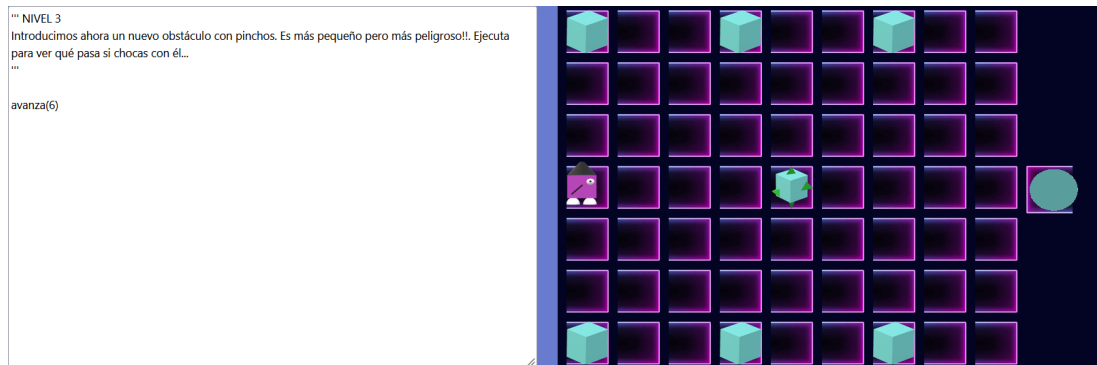 ''' NIVEL 3
Introducimos ahora un nuevo obstáculo con pinchos. Es más pequeño pero más peligroso!!. Ejecuta
para ver qué pasa si chocas con él...
'''
avanza(6)